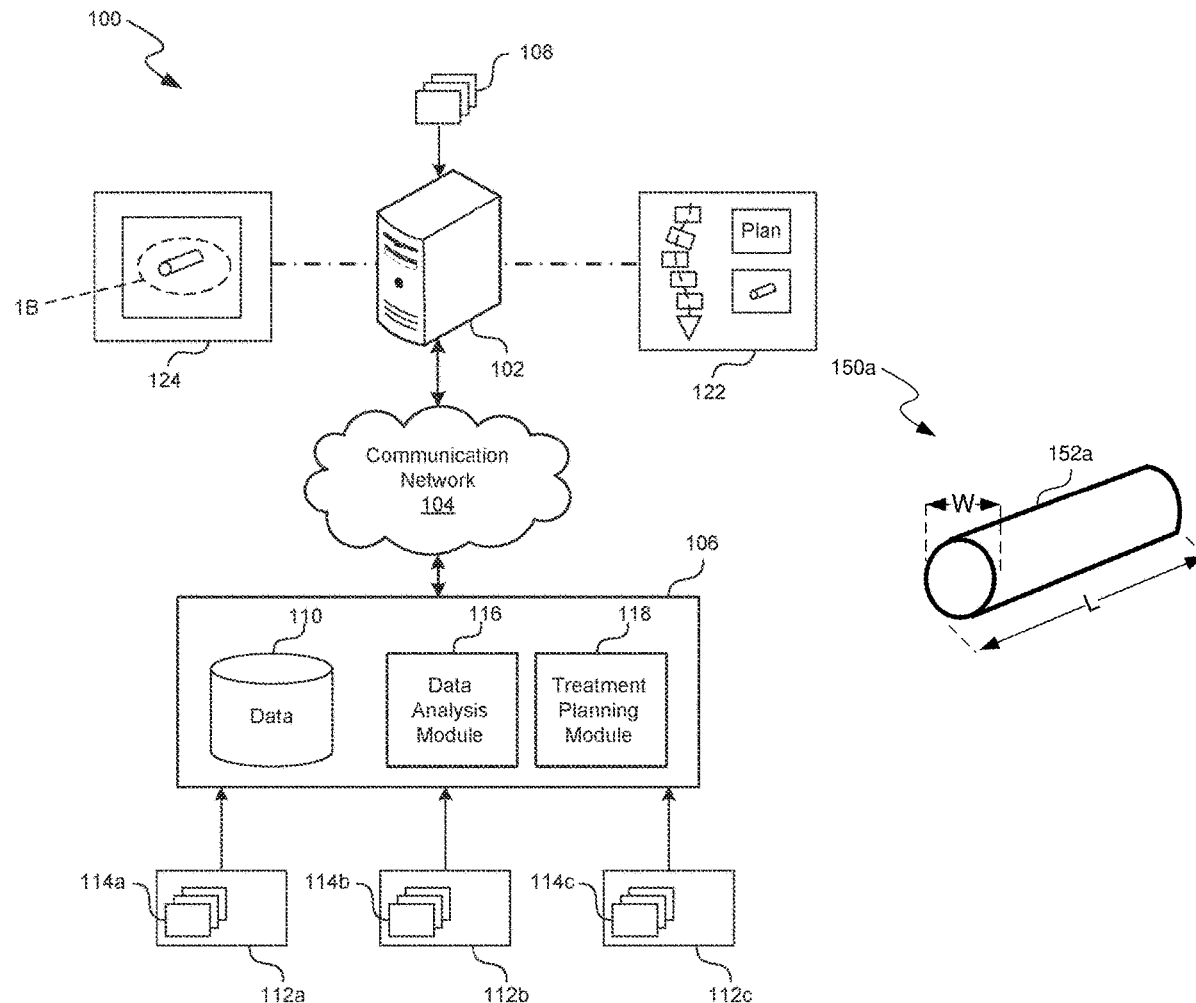 100
108
Plan
1B
124
102
122
150a
Communication
Network
104
152a
W
L
106
110
116
118
Data
Data
Analysis
Module
Treatment
Planning
Module
114a
114b
114c
112a
112b
112c